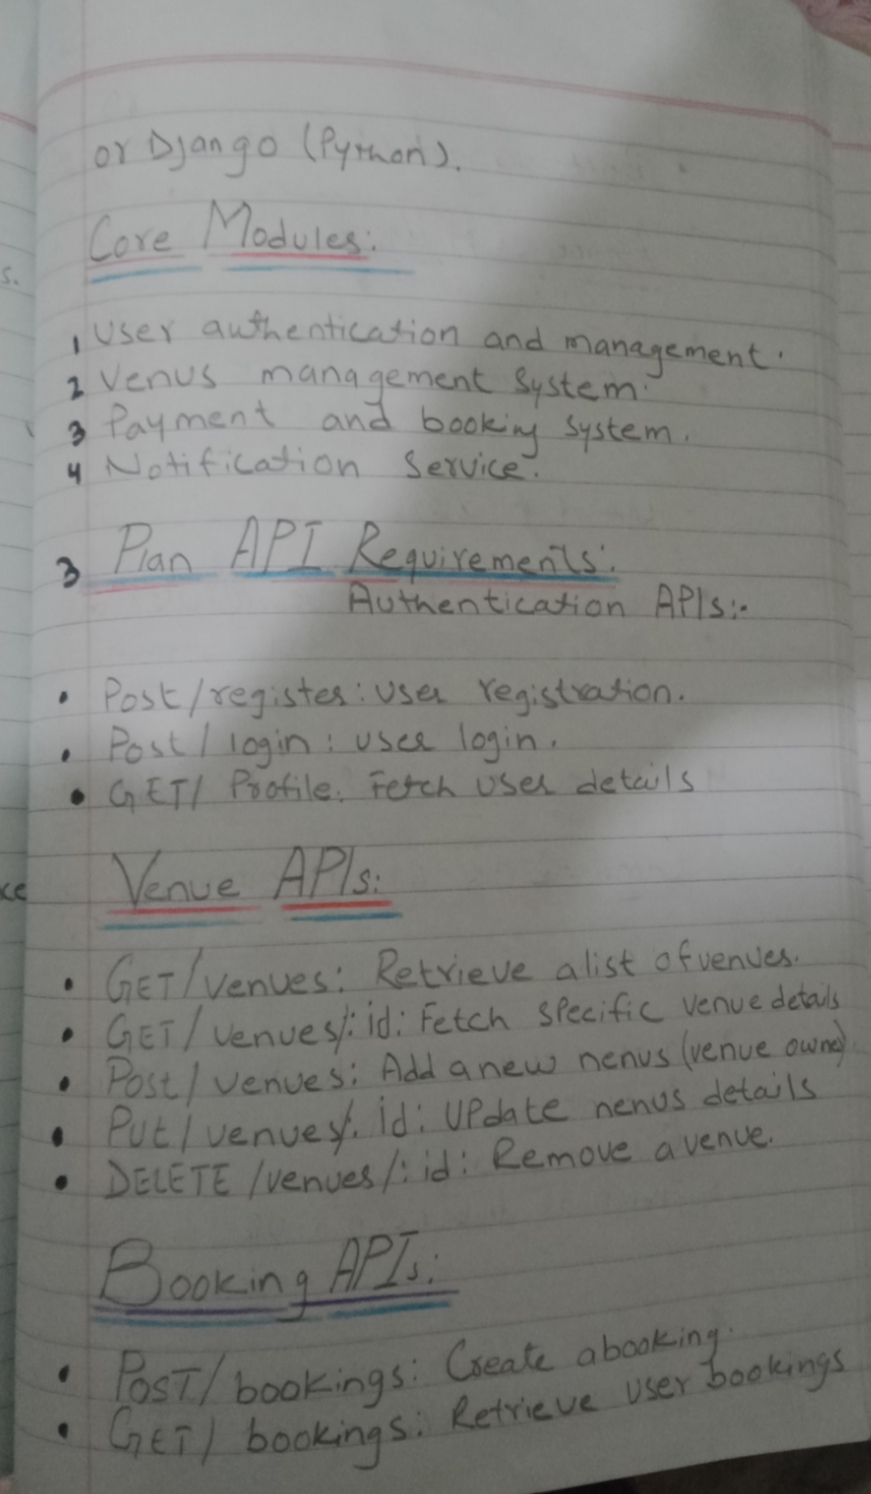 or Django (Python).
Core Modules:
s.
1 User authentication and management.
2 Venus management System.
3 Payment and booking System.
4 Notification Service.
3 Plan API Requirements:
Authentication APIs:-
• Post/register: user registration.
• Post/login: user login.
• GET/ Profile. Fetch user details
Venue APIs:
ce
• GET/venues: Retrieve a list of venues.
• GET/venues/:id: Fetch Specific venue details
• Post/venues: Add a new nenus (venue owner)
• Put/venues/.id: Update nenus details
• DELETE/venues/:id: Remove a venue.
Booking APIs:
• POST/bookings: Create a booking.
• GET/bookings: Retrieve user bookings